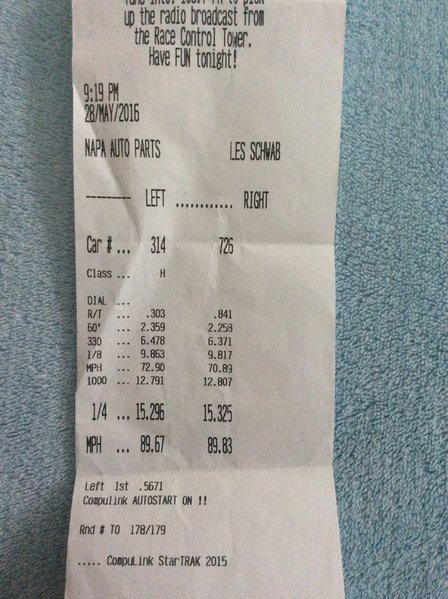 up the radio broadcast from
the Race Control Tower.
Have FUN tonight!
9:19 PM
28/MAY/2016
NAPA AUTO PARTS LES SCHWAB
--------- LEFT ............ RIGHT
Car # ... 314 726
Class ... H
DIAL ...
R/T ... .303 .841
60' ... 2.359 2.258
330 ... 6.478 6.371
1/8 ... 9.863 9.817
MPH ... 72.90 70.89
1000 ... 12.791 12.807
1/4 ... 15.296 15.325
MPH ... 89.67 89.83
Left 1st .5671
Compulink AUTOSTART ON !!
Rnd # TO 178/179
..... CompuLink StarTRAK 2015